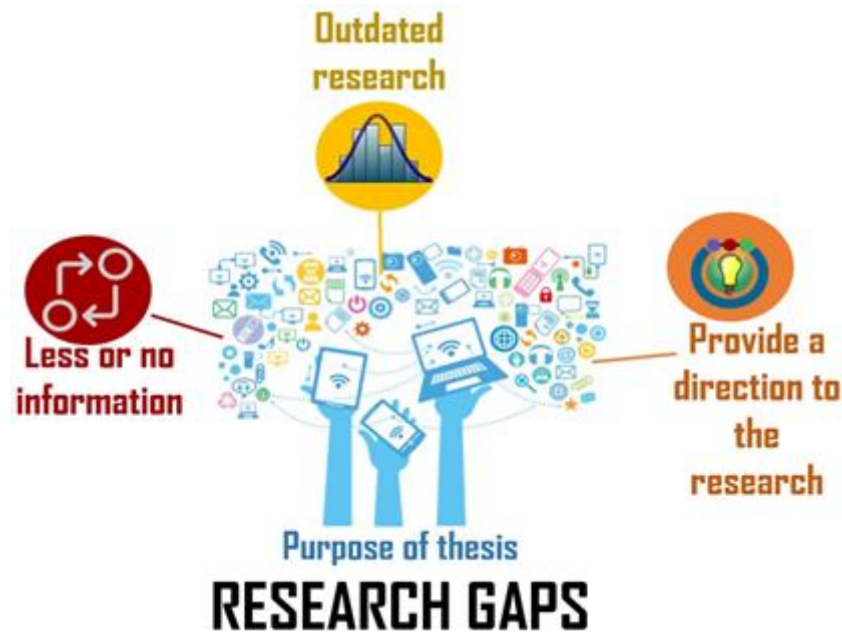 Outdated
research
Less or no
information
Provide a
direction to
the
research
Purpose of thesis
RESEARCH GAPS